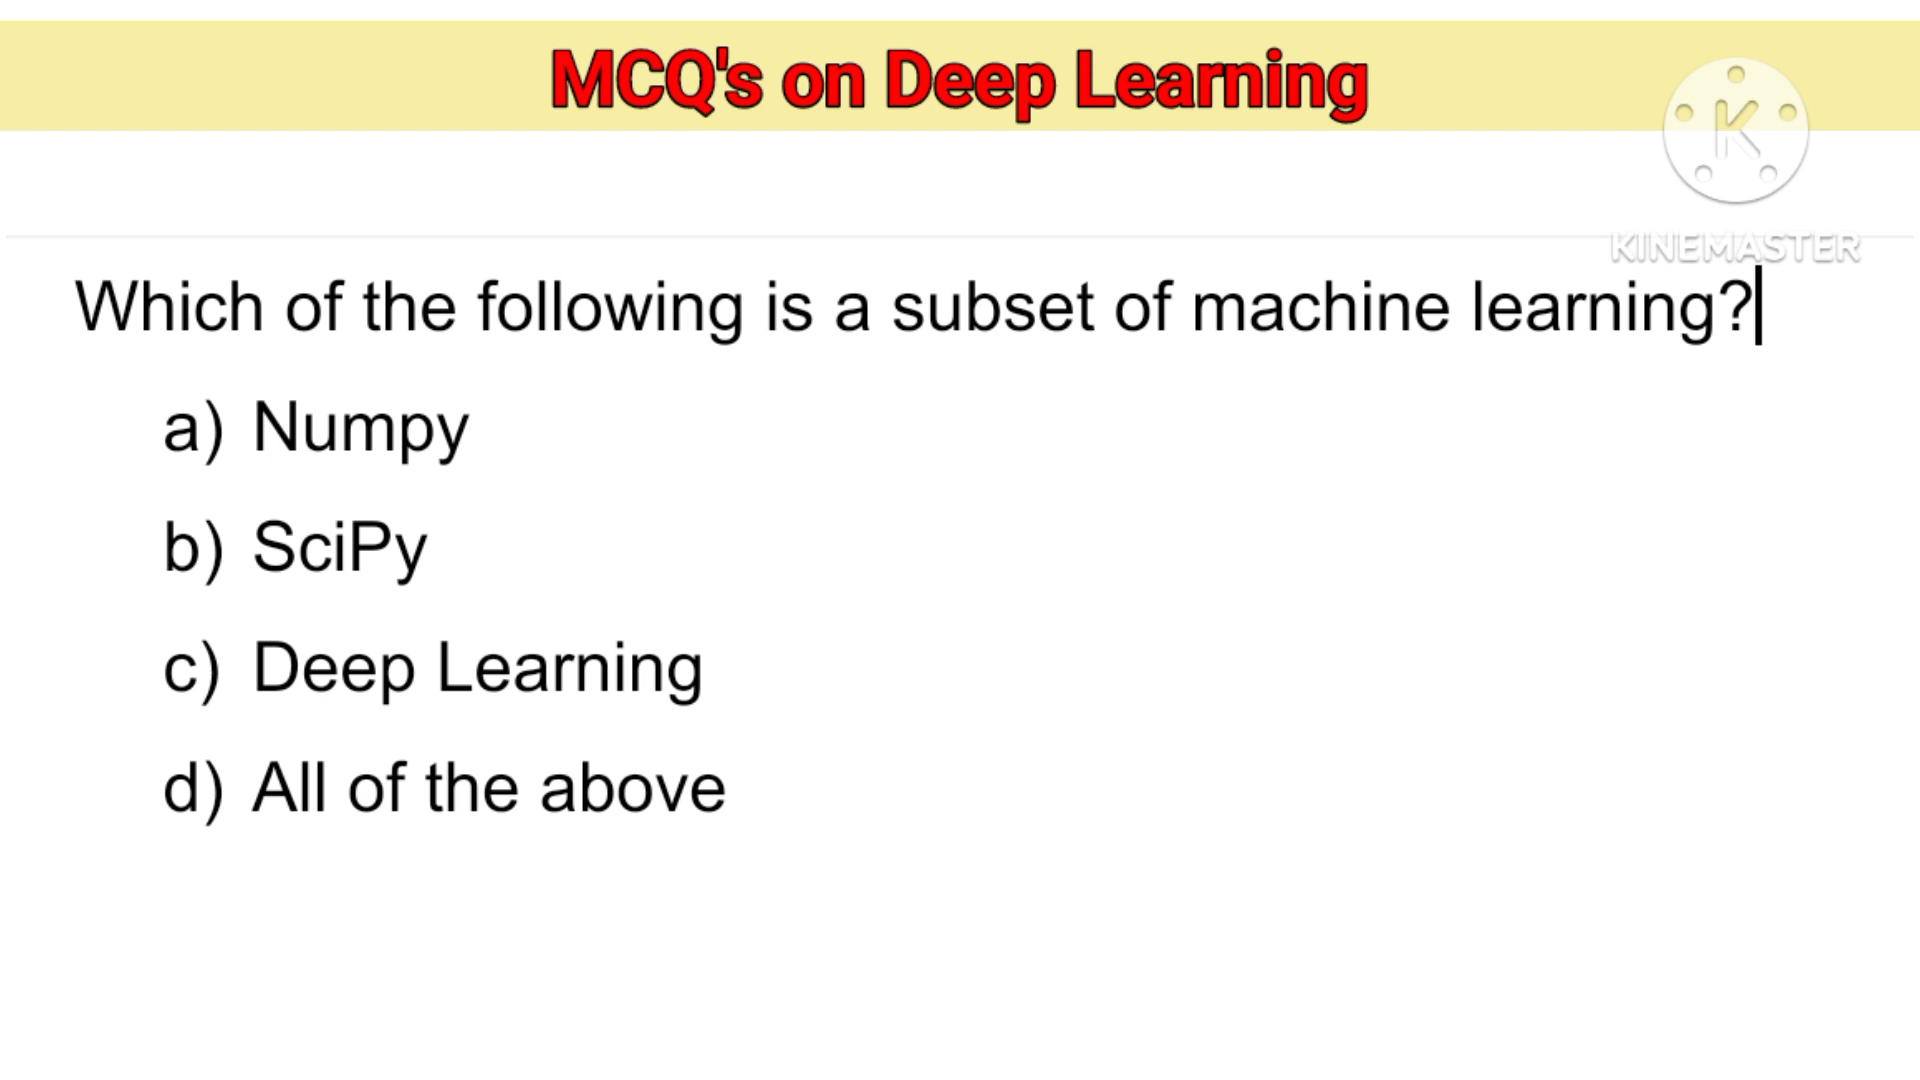 MCQ's on Deep Learning
K
KINEMASTER
Which of the following is a subset of machine learning?
a) Numpy
b) SciPy
c) Deep Learning
d) All of the above